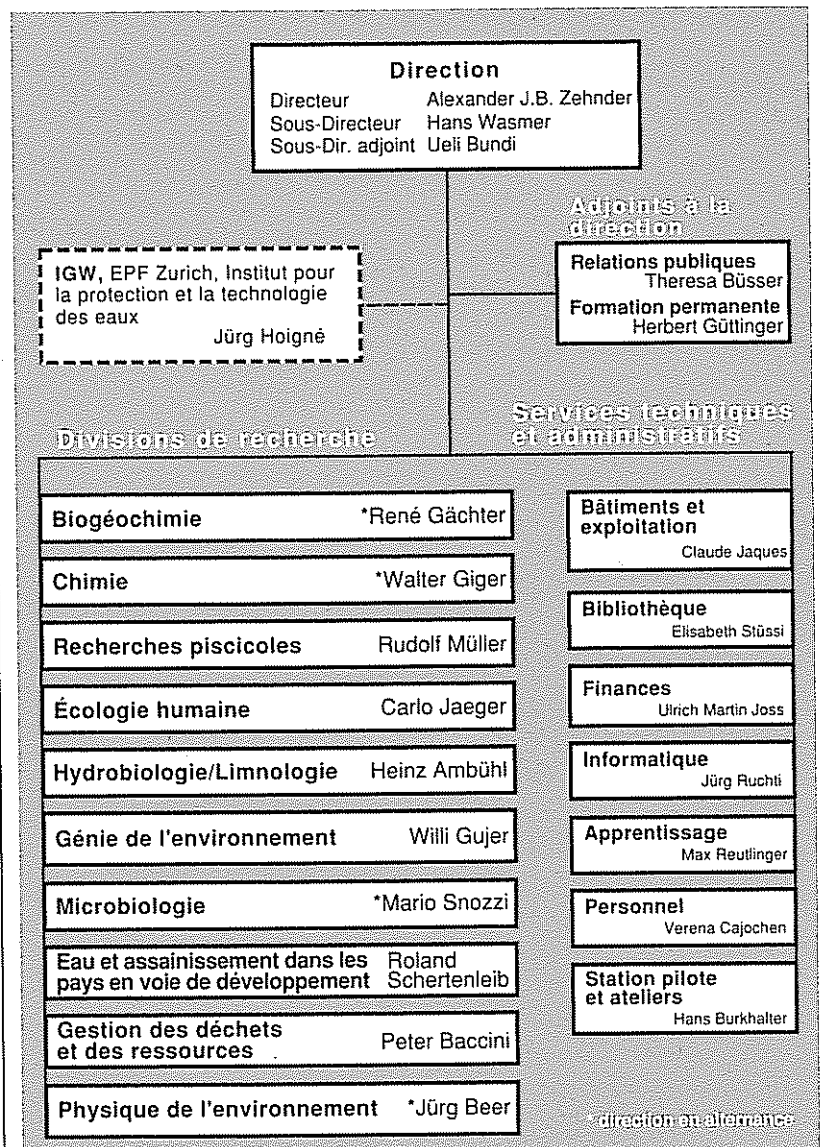 Direction
Directeur Alexander J.B. Zehnder
Sous-Directeur Hans Wasmer
Sous-Dir. adjoint Ueli Bundi
Adjoints à la
direction
Relations publiques
Theresa Büsser
Formation permanente
Herbert Güttinger
IGW, EPF Zurich, Institut pour
la protection et la technologie
des eaux
Jürg Hoigné
Divisions de recherche
Biogéochimie *René Gächter
Chimie *Walter Giger
Recherches piscicoles Rudolf Müller
Écologie humaine Carlo Jaeger
Hydrobiologie/Limnologie Heinz Ambühl
Génie de l'environnement Willi Gujer
Microbiologie *Mario Snozzi
Eau et assainissement dans les Roland
pays en voie de développement Schertenleib
Gestion des déchets
et des ressources Peter Baccini
Physique de l'environnement *Jürg Beer
Services techniques
et administratifs
Bâtiments et
exploitation
Claude Jaques
Bibliothèque
Elisabeth Stüssi
Finances
Ulrich Martin Joss
Informatique
Jürg Ruchti
Apprentissage
Max Reutlinger
Personnel
Verena Cajochen
Station pilote
et ateliers
Hans Burkhalter
* direction en alternance